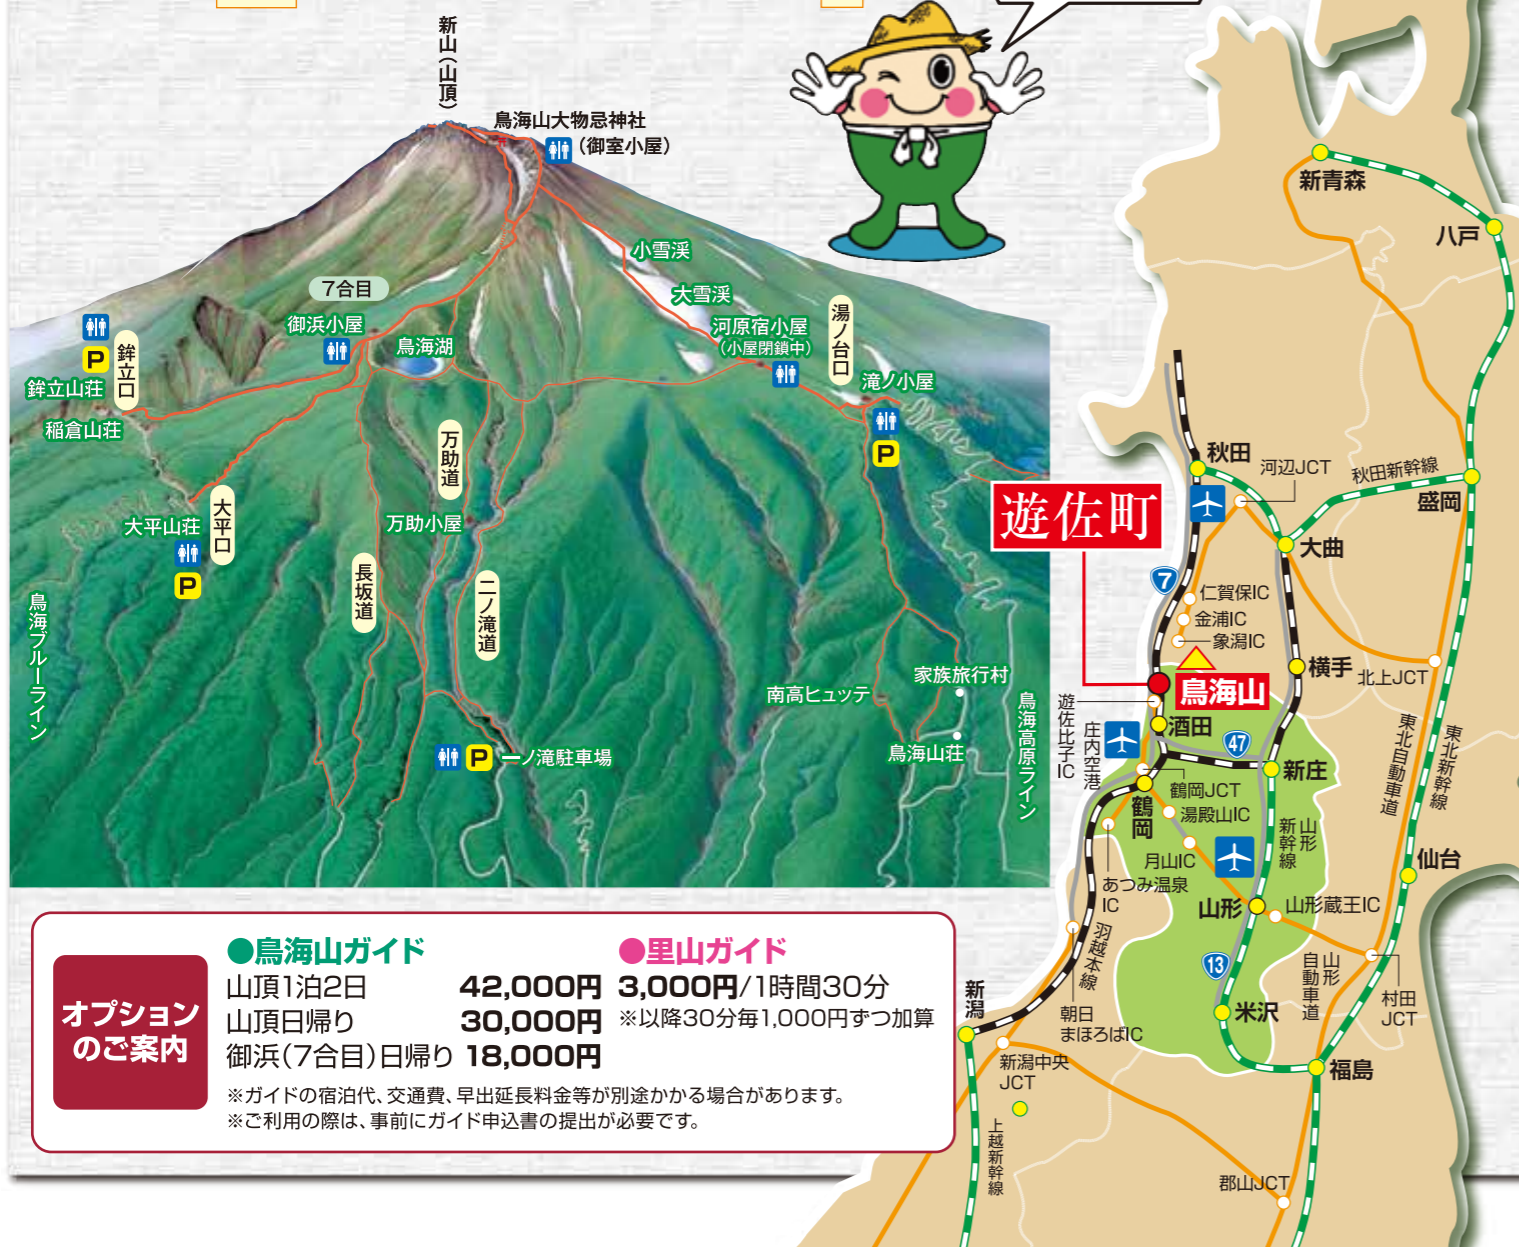 新山(山頂)
鳥海山大物忌神社
(御室小屋)
小雪渓
大雪渓
7合目
御浜小屋
鳥海湖
河原宿小屋
(小屋閉鎖中)
湯ノ台口
滝ノ小屋
P
P
鉾立口
鉾立山荘
稲倉山荘
万助道
万助小屋
大平口
大平山荘
P
長坂道
二ノ滝道
鳥海ブルーライン
家族旅行村
南高ヒュッテ
鳥海山荘
鳥海高原ライン
P
一ノ滝駐車場
新青森
八戸
秋田
河辺JCT
秋田新幹線
盛岡
遊佐町
大曲
7
仁賀保IC
金浦IC
象潟IC
横手
北上JCT
鳥海山
遊佐比子IC
酒田
庄内空港
47
新庄
東北自動車道
東北新幹線
鶴岡JCT
鶴岡
湯殿山IC
月山IC
山形
新幹線
あつみ温泉
IC
仙台
山形
山形蔵王IC
羽越本線
13
山形
自動車道
村田
JCT
新潟
朝日
まほろばIC
米沢
新潟中央
JCT
福島
上越新幹線
郡山JCT
オプション
のご案内
●鳥海山ガイド
山頂1泊2日 42,000円
山頂日帰り 30,000円
御浜(7合目)日帰り 18,000円
●里山ガイド
3,000円/1時間30分
※以降30分毎1,000円ずつ加算
※ガイドの宿泊代、交通費、早出延長料金等が別途かかる場合があります。
※ご利用の際は、事前にガイド申込書の提出が必要です。